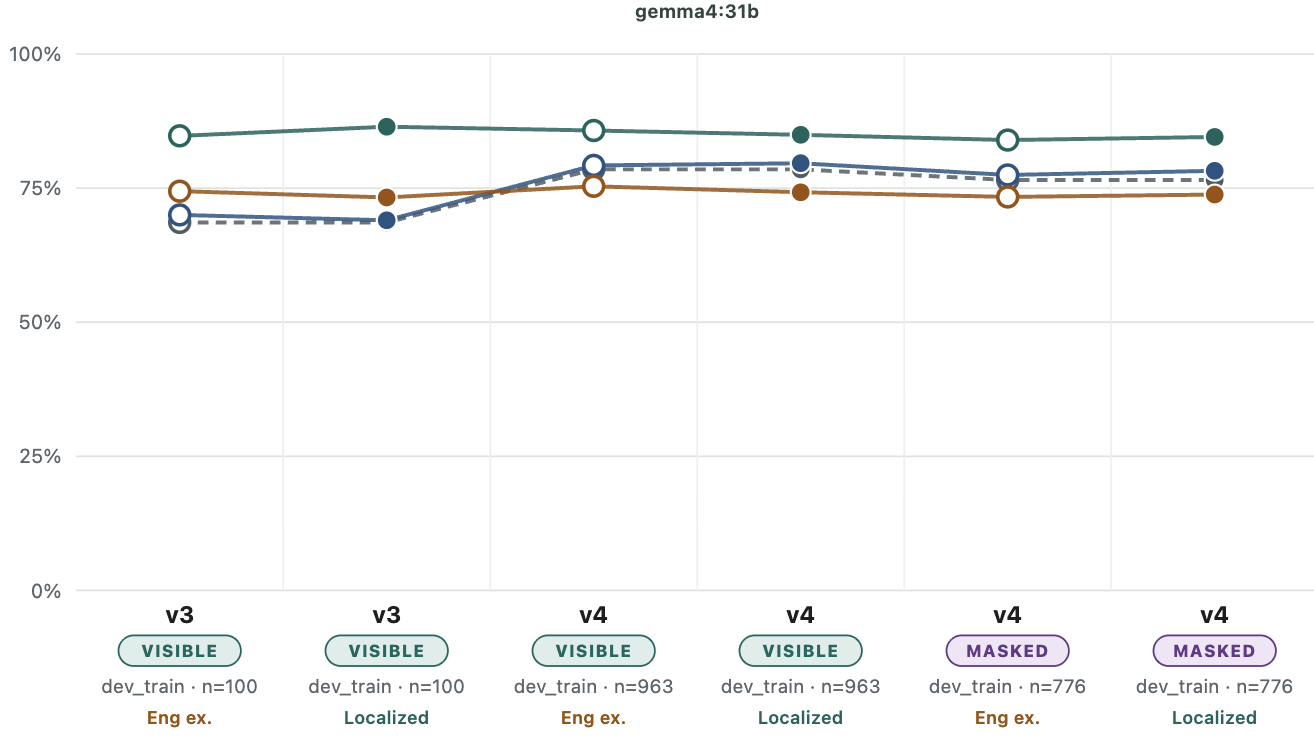 gemma4:31b
100%
75%
50%
25%
0%
v3 v3 v4 v4 v4 v4
VISIBLE VISIBLE VISIBLE VISIBLE MASKED MASKED
dev_train · n=100 dev_train · n=100 dev_train · n=963 dev_train · n=963 dev_train · n=776 dev_train · n=776
Eng ex. Localized Eng ex. Localized Eng ex. Localized